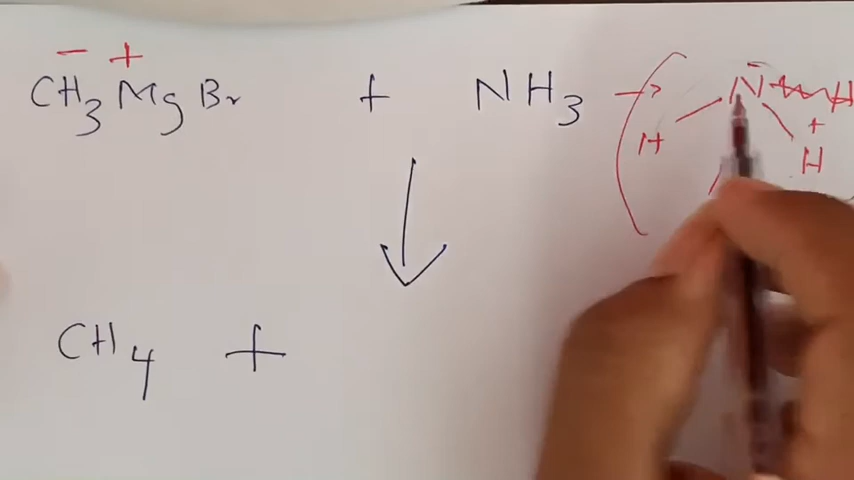 − +
CH3MgBr + NH3 → ( N̄ H
H + H
↓
CH4 +